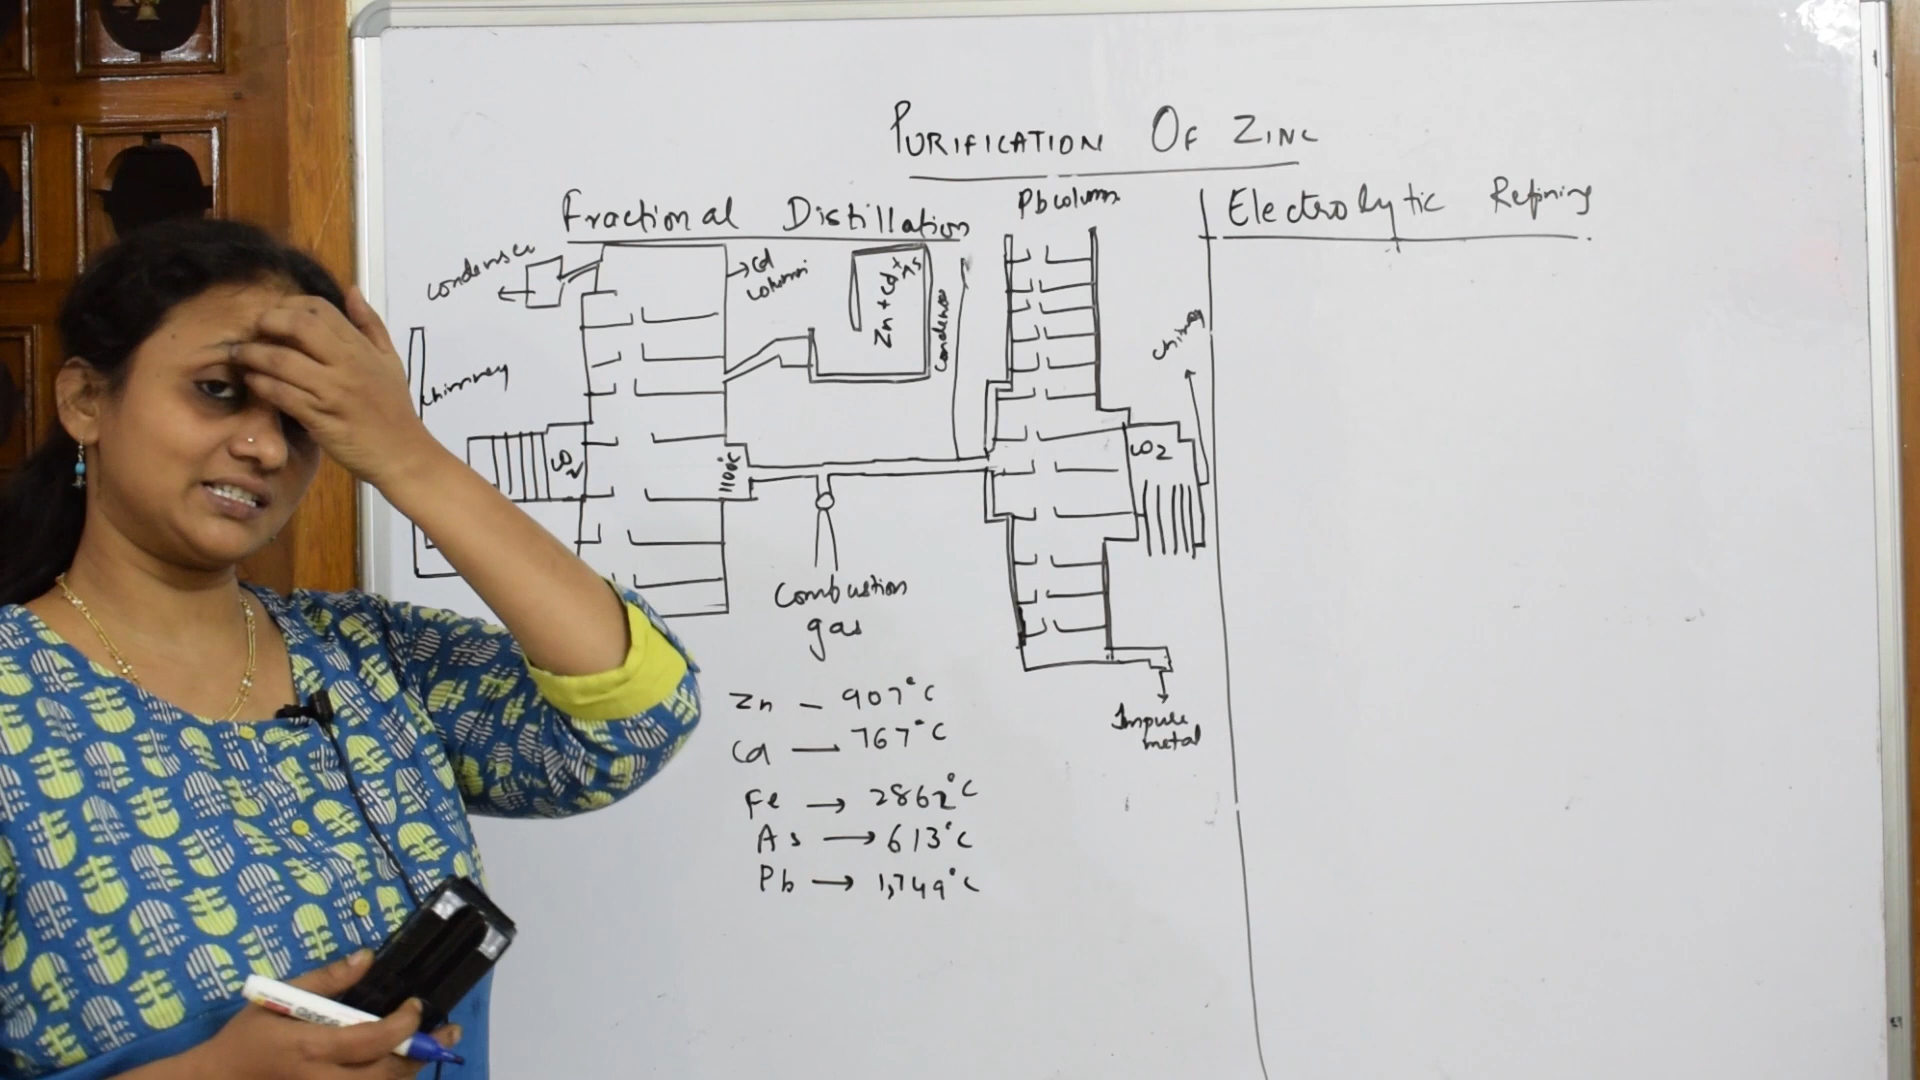 PURIFICATION OF ZINC
Fractional Distillation
Pb column
Electrolytic Refining
condenser
Cd
column
Zn + Cd + As
condenser
chimney
chimney
CO2
1100°C
CO2
Combustion
gas
Impure
metal
Zn - 907°C
Cd - 767°C
Fe → 2862°C
As → 613°C
Pb → 1,749°C